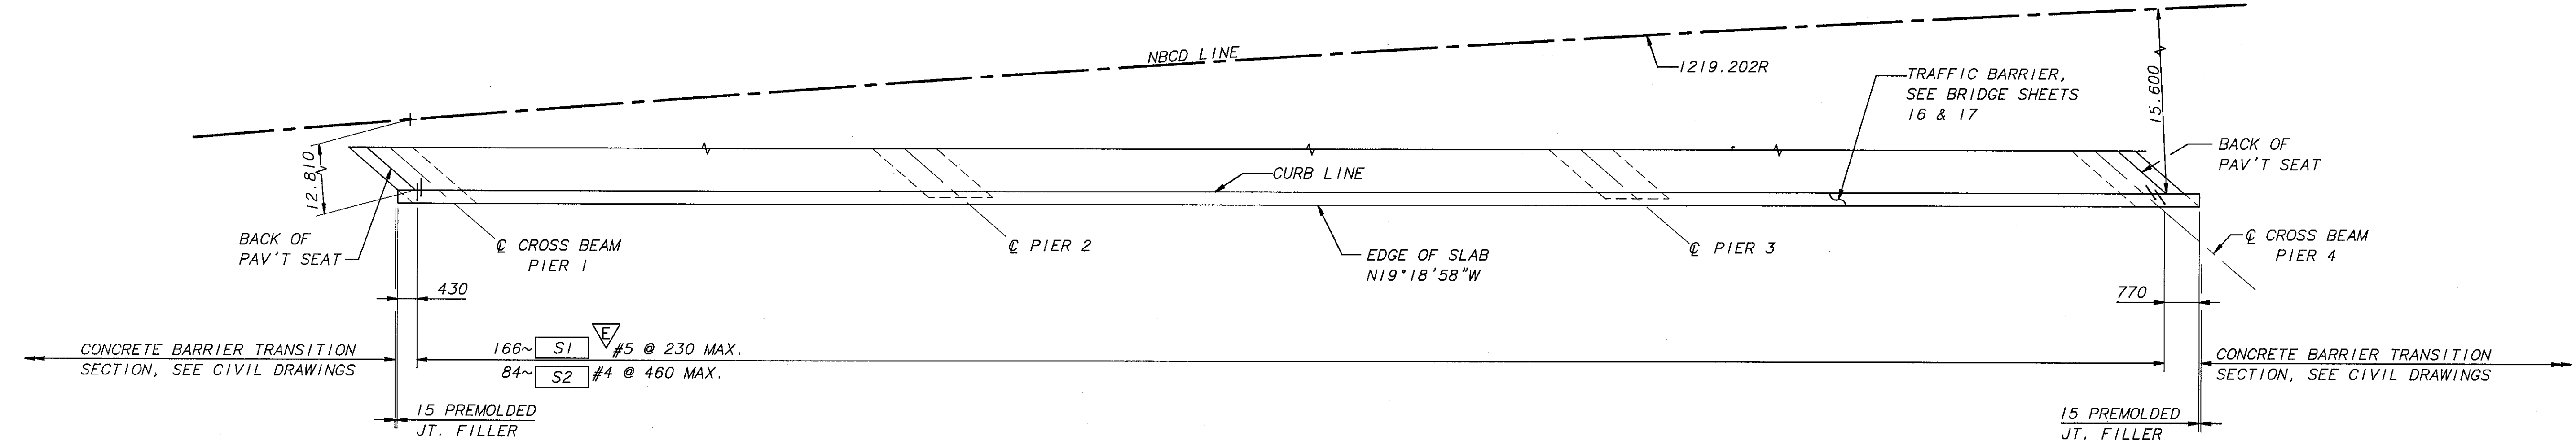 NBCD LINE
1219.202R
TRAFFIC BARRIER,
SEE BRIDGE SHEETS
16 & 17
15.600
BACK OF
PAV'T SEAT
12.810
CURB LINE
BACK OF
PAV'T SEAT
℄ CROSS BEAM
PIER 1
℄ PIER 2
EDGE OF SLAB
N19°18'58"W
℄ PIER 3
℄ CROSS BEAM
PIER 4
430
770
CONCRETE BARRIER TRANSITION
SECTION, SEE CIVIL DRAWINGS
166~ S1 E #5 @ 230 MAX.
84~ S2 #4 @ 460 MAX.
CONCRETE BARRIER TRANSITION
SECTION, SEE CIVIL DRAWINGS
15 PREMOLDED
JT. FILLER
15 PREMOLDED
JT. FILLER